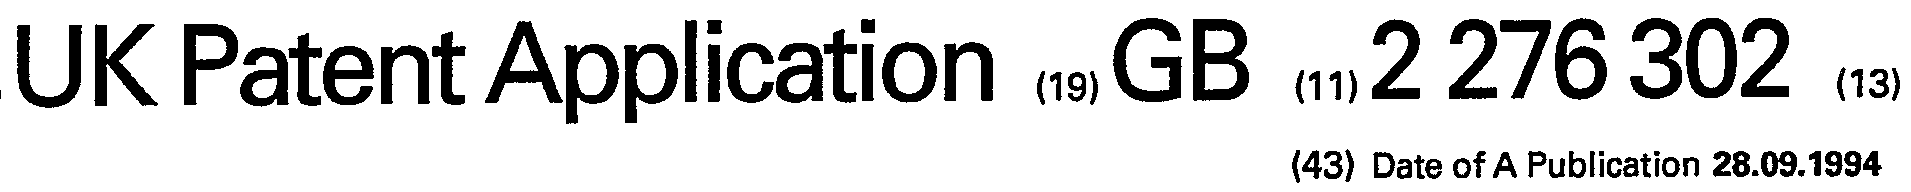 UK Patent Application (19) GB (11) 2 276 302 (13)
(43) Date of A Publication 28.09.1994